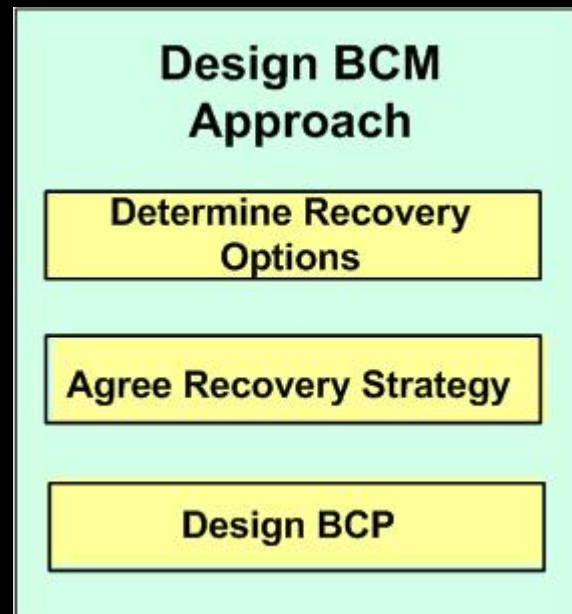 Design BCM
Approach
Determine Recovery
Options
Agree Recovery Strategy
Design BCP